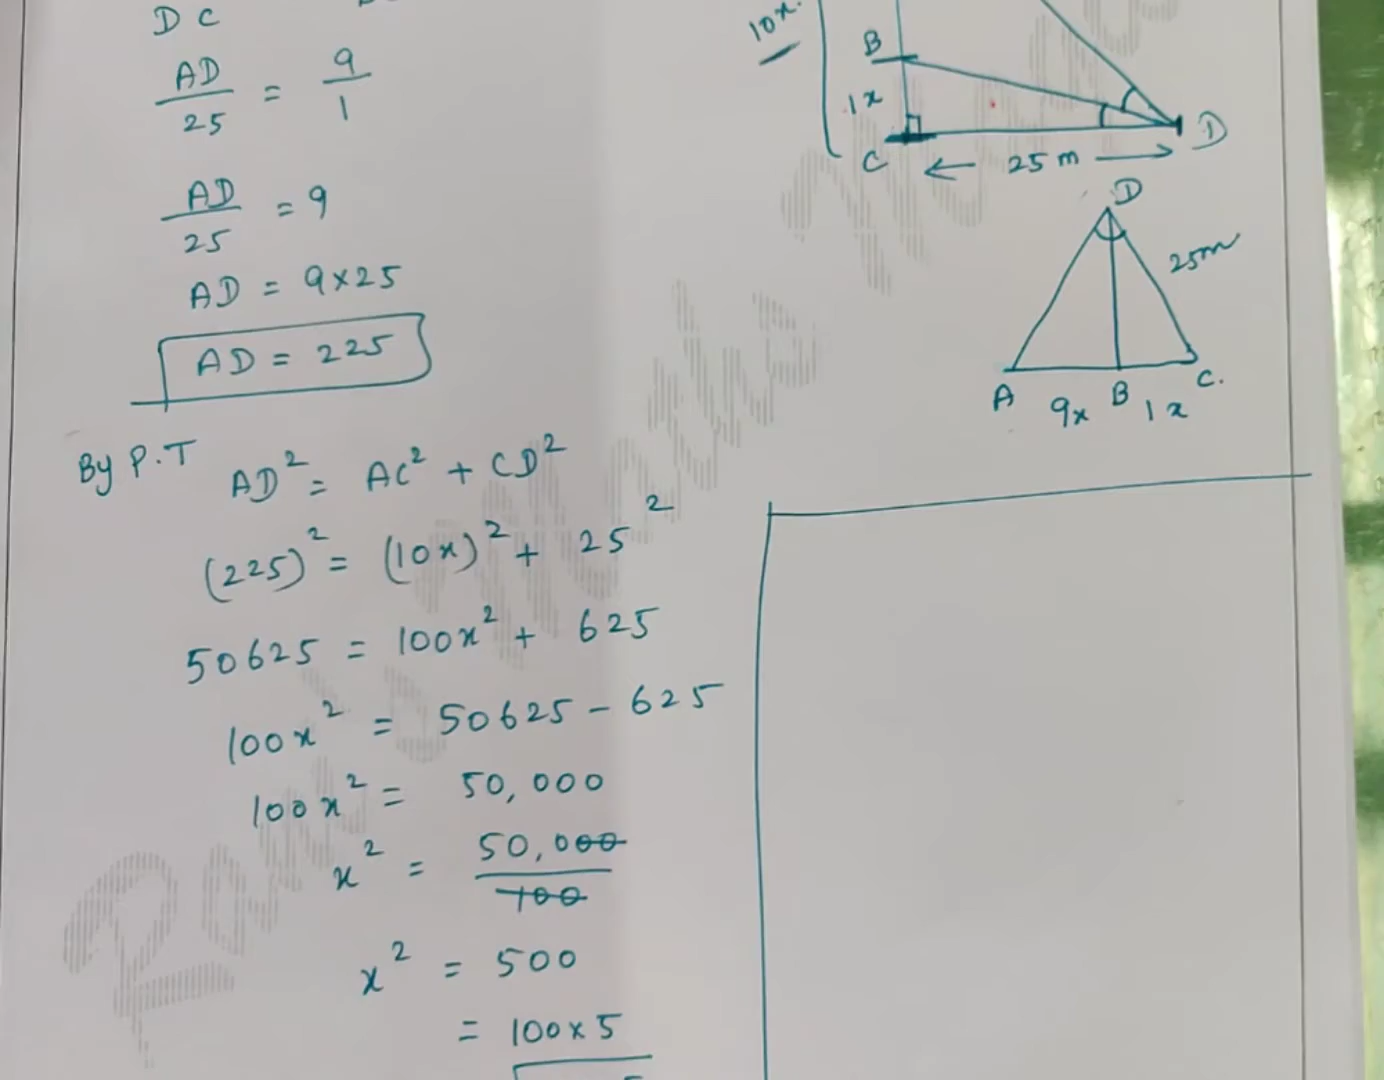 DC
AD/25 = 9/1
AD/25 = 9
AD = 9×25
AD = 225
By P.T AD² = AC² + CD²
(225)² = (10x)² + 25²
50625 = 100x² + 625
100x² = 50625 - 625
100x² = 50,000
x² = 50,000/100
x² = 500
= 100×5
10x
B
1x
C
25 m
D
D
25m
A 9x B 1x C.